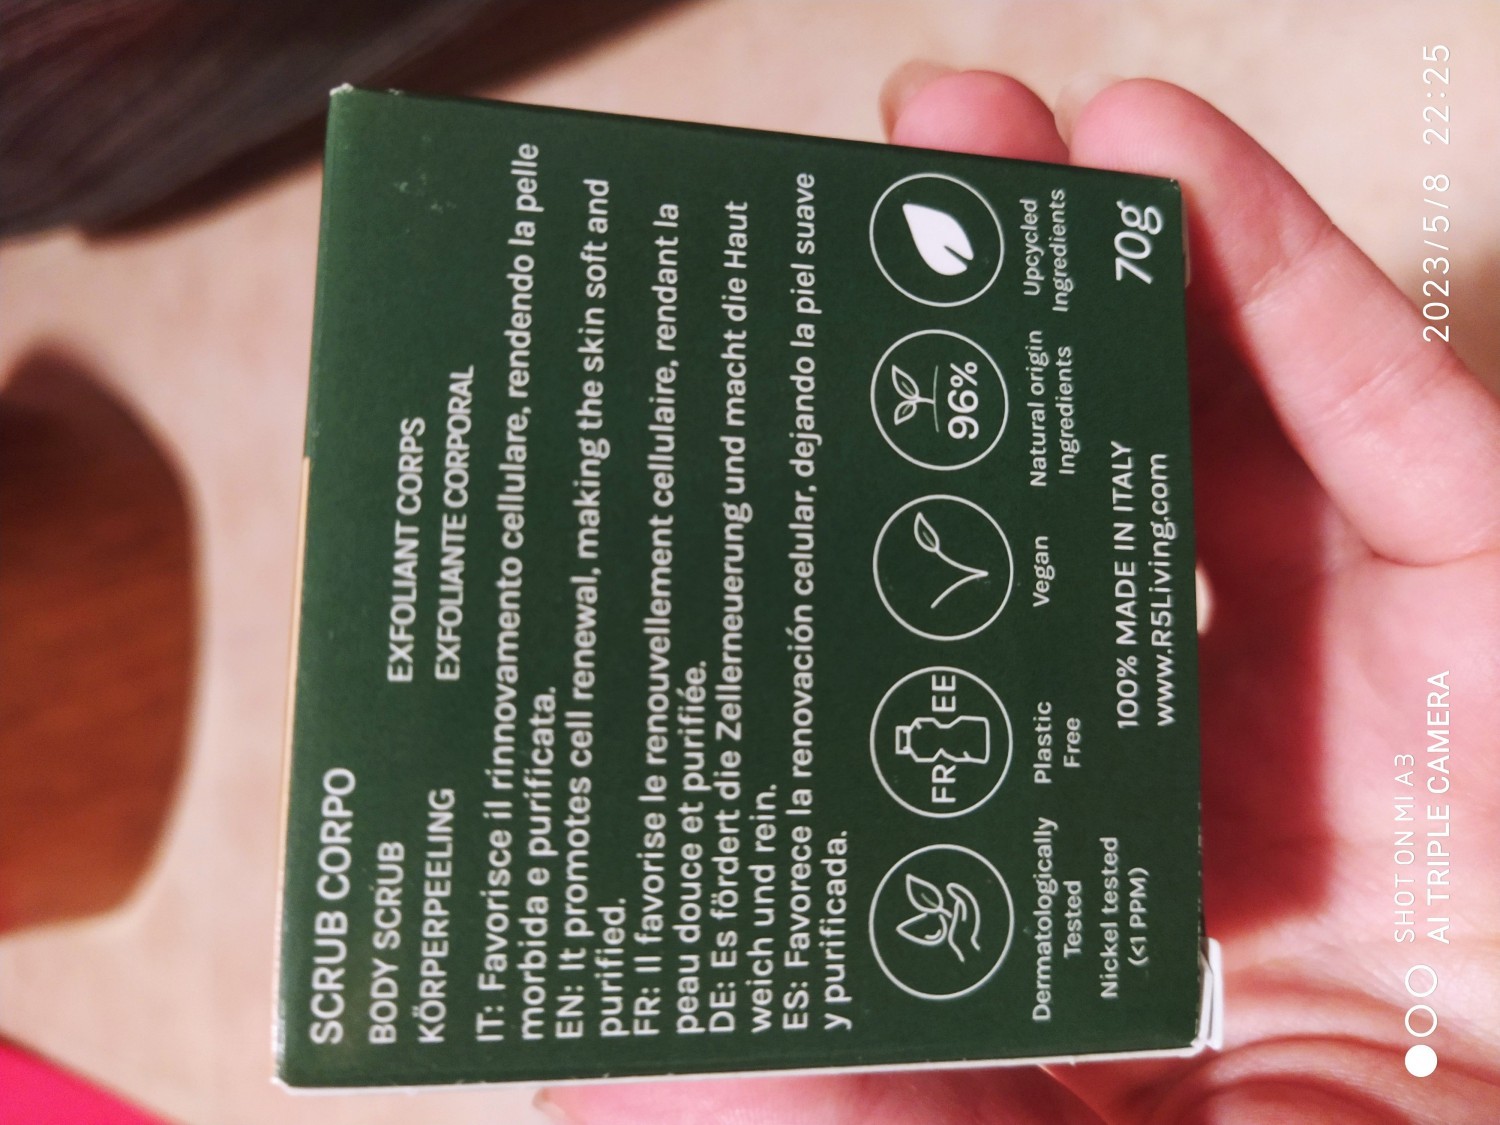 SCRUB CORPO
BODY SCRUB
EXFOLIANT CORPS
KÖRPERPEELING
EXFOLIANTE CORPORAL
IT: Favorisce il rinnovamento cellulare, rendendo la pelle
morbida e purificata.
EN: It promotes cell renewal, making the skin soft and
purified.
FR: Il favorise le renouvellement cellulaire, rendant la
peau douce et purifiée.
DE: Es fördert die Zellerneuerung und macht die Haut
weich und rein.
ES: Favorece la renovación celular, dejando la piel suave
y purificada.
FR EE
96%
Dermatologically
Tested
Plastic
Free
Vegan
Natural origin
Ingredients
Upcycled
Ingredients
Nickel tested
(<1 PPM)
100% MADE IN ITALY
www.R5Living.com
70g
SHOT ON MI A3
AI TRIPLE CAMERA
2023/5/8 22:25